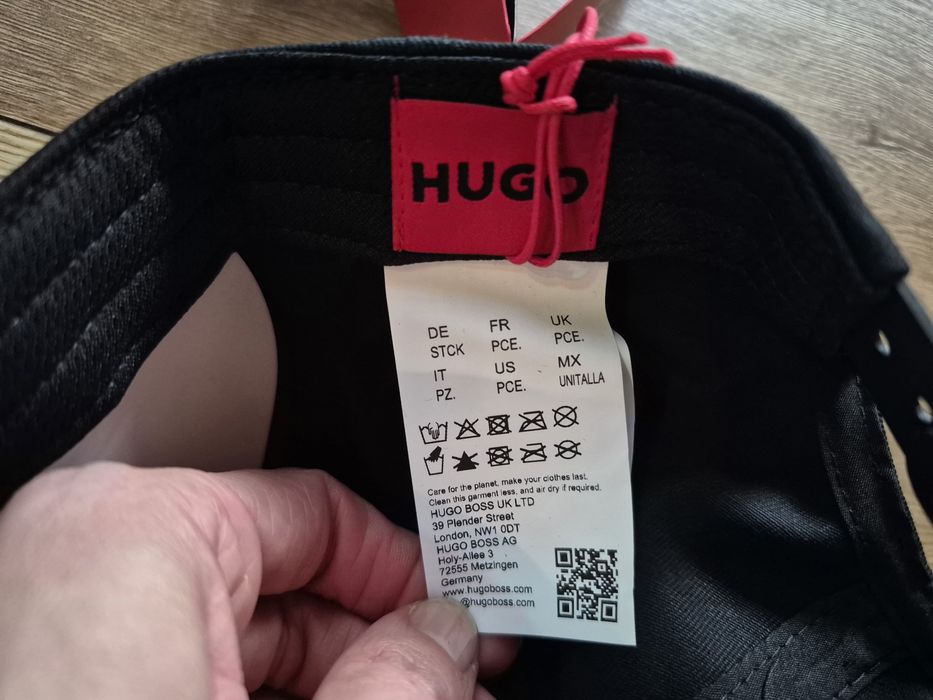 HUGO
DE FR UK
STCK PCE. PCE.
IT US MX
PZ. PCE. UNITALLA
Care for the planet, make your clothes last.
Clean this garment less, and air dry if required.
HUGO BOSS UK LTD
39 Plender Street
London, NW1 0DT
HUGO BOSS AG
Holy-Allee 3
72555 Metzingen
Germany
www.hugoboss.com
@hugoboss.com